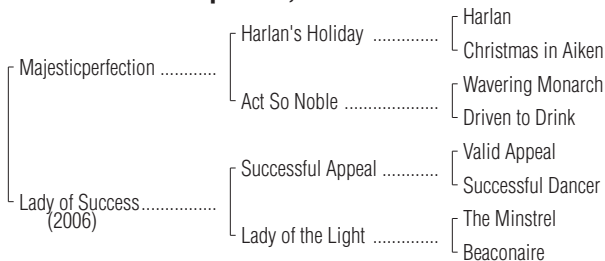 Harlan
Harlan's Holiday ..............
Christmas in Aiken
Majesticperfection ............
Wavering Monarch
Act So Noble ....................
Driven to Drink
Valid Appeal
Successful Appeal ............
Successful Dancer
Lady of Success................
(2006)
The Minstrel
Lady of the Light ..............
Beaconaire